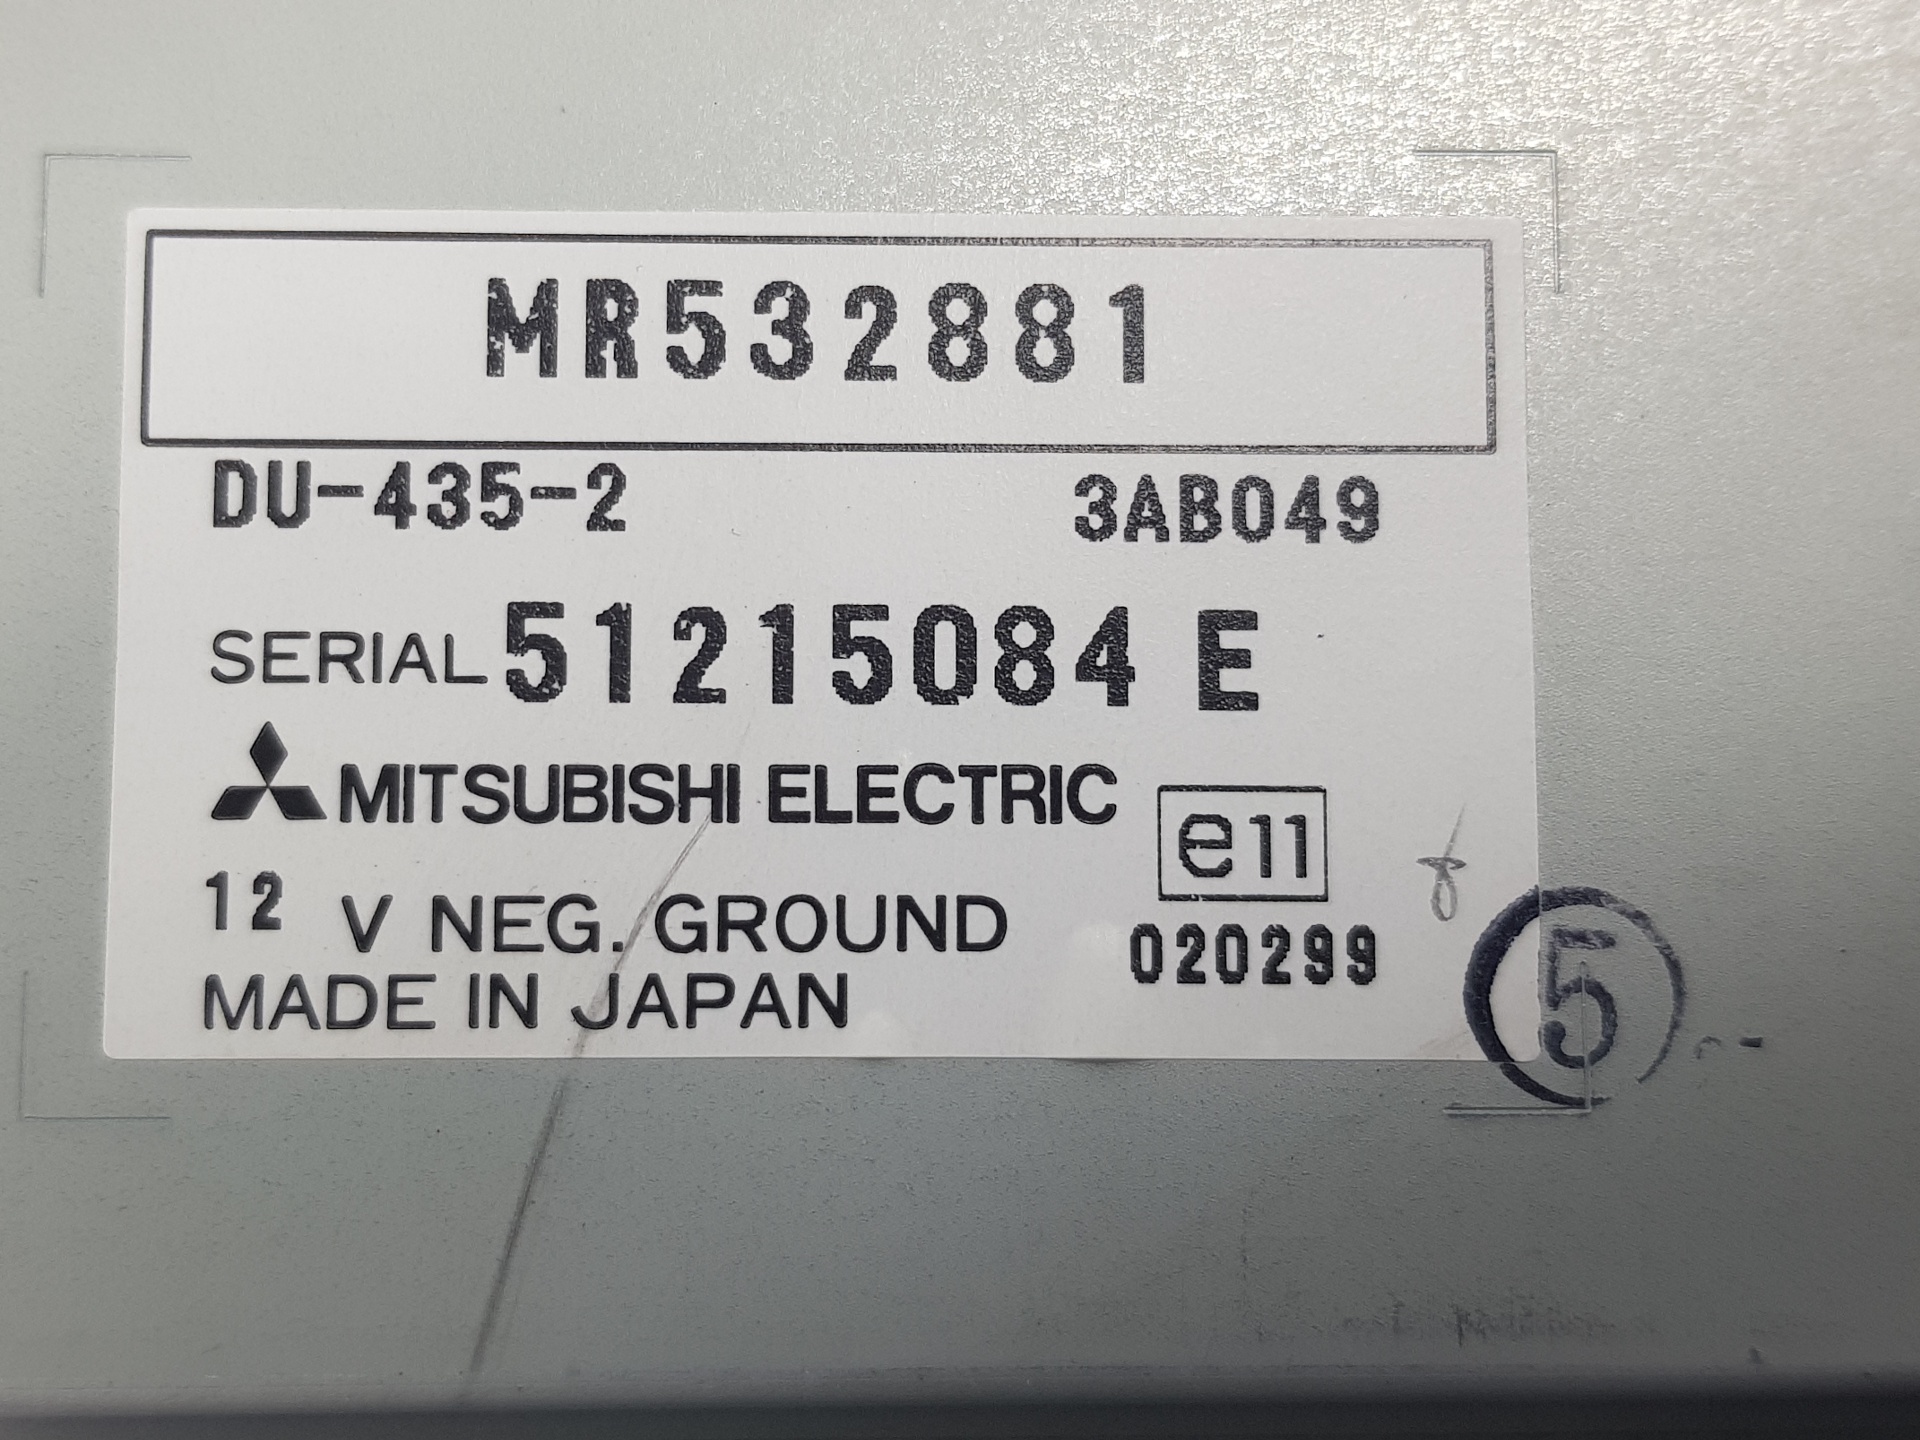 MR532881
DU-435-2 3AB049
SERIAL 51215084 E
MITSUBISHI ELECTRIC
e11
12 V NEG. GROUND
020299
MADE IN JAPAN
5